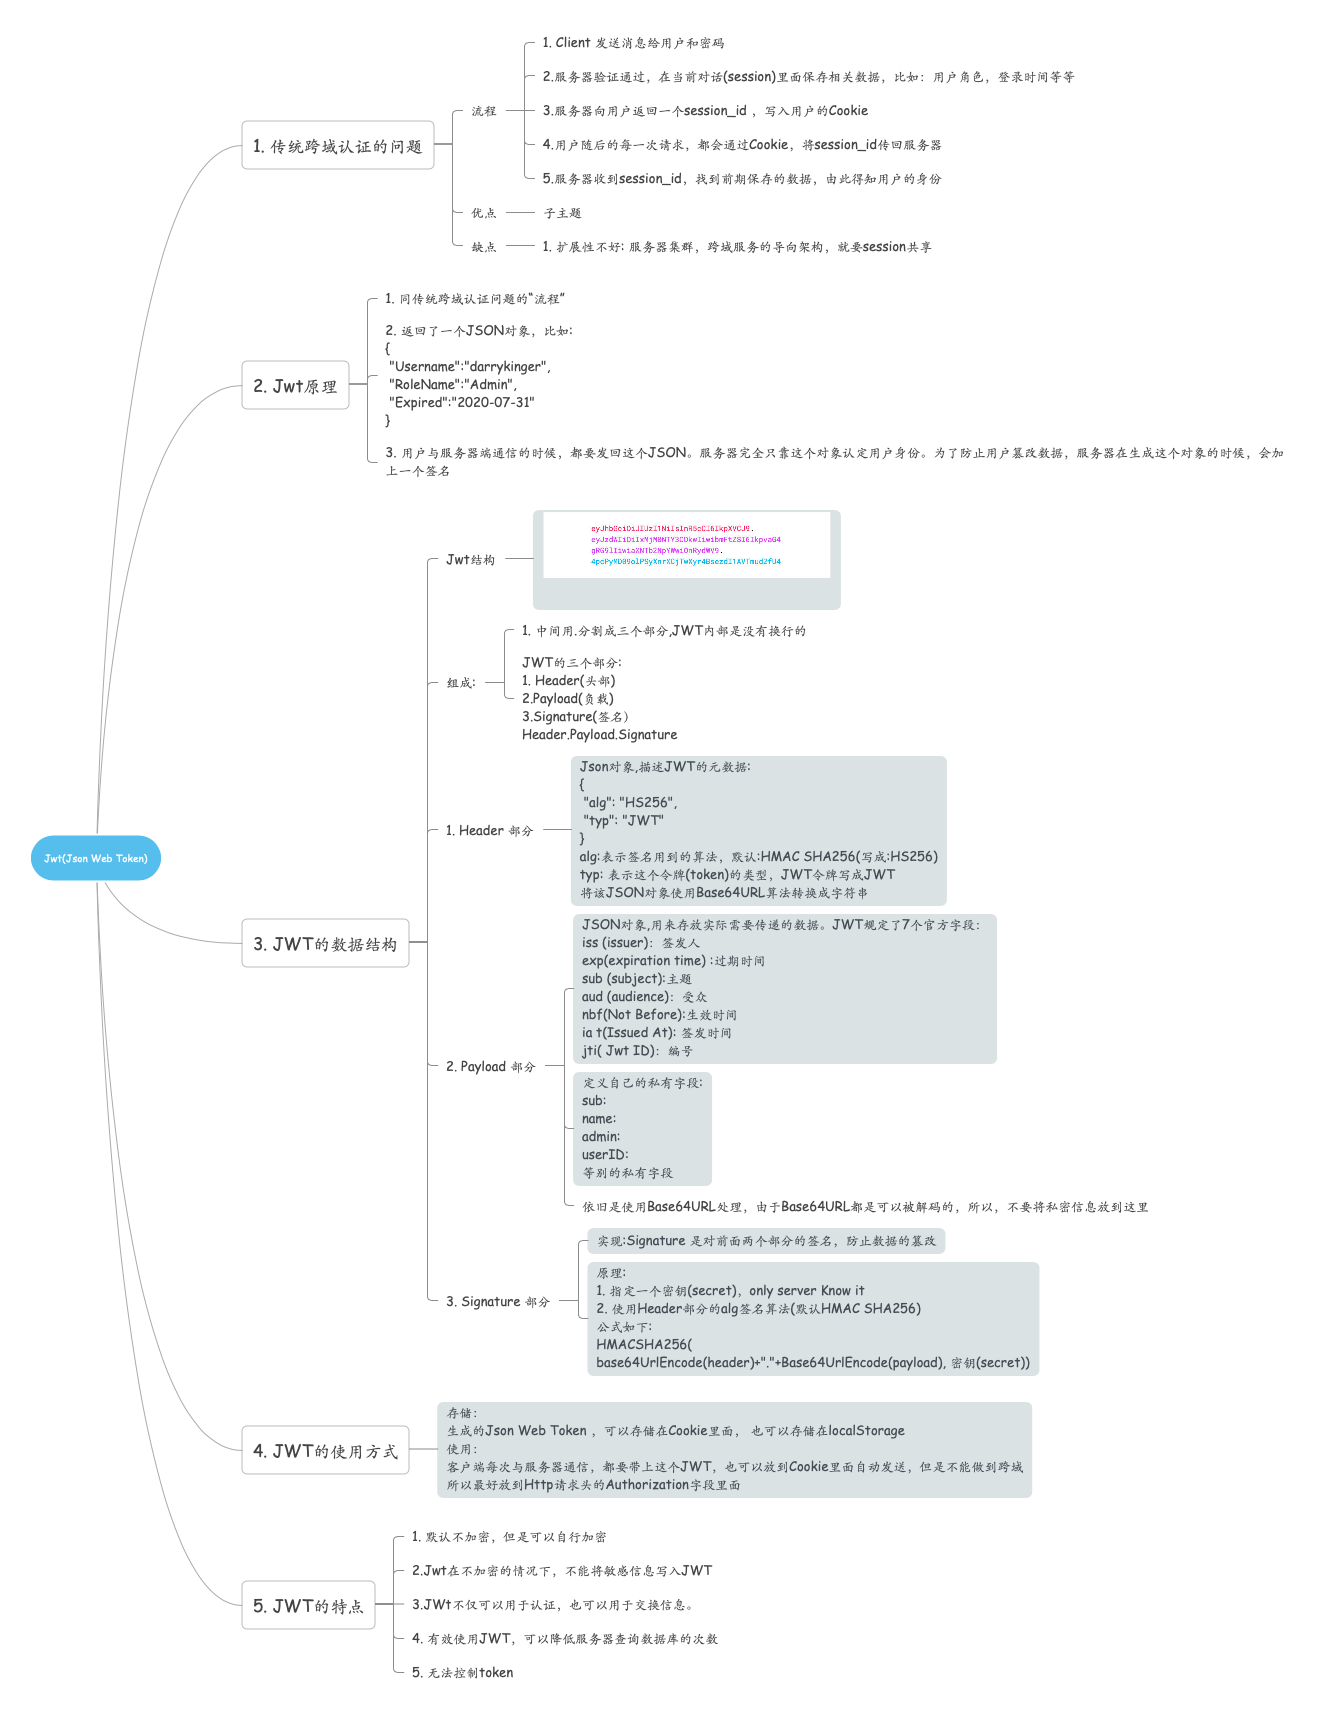 1. Client 发送消息给用户和密码
2.服务器验证通过，在当前对话(session)里面保存相关数据，比如：用户角色，登录时间等等
流程
3.服务器向用户返回一个session_id ，写入用户的Cookie
1. 传统跨域认证的问题
4.用户随后的每一次请求，都会通过Cookie，将session_id传回服务器
5.服务器收到session_id，找到前期保存的数据，由此得知用户的身份
优点
子主题
缺点
1. 扩展性不好: 服务器集群，跨域服务的导向架构，就要session共享
1. 同传统跨域认证问题的“流程”
2. 返回了一个JSON对象，比如:
{
"Username":"darrykinger",
"RoleName":"Admin",
"Expired":"2020-07-31"
}
2. Jwt原理
3. 用户与服务器端通信的时候，都要发回这个JSON。服务器完全只靠这个对象认定用户身份。为了防止用户篡改数据，服务器在生成这个对象的时候，会加
上一个签名
Jwt结构
组成:
1. 中间用.分割成三个部分,JWT内部是没有换行的
JWT的三个部分:
1. Header(头部)
2.Payload(负载)
3.Signature(签名)
Header.Payload.Signature
1. Header 部分
Json对象,描述JWT的元数据:
{
"alg": "HS256",
"typ": "JWT"
}
alg:表示签名用到的算法，默认:HMAC SHA256(写成:HS256)
typ: 表示这个令牌(token)的类型，JWT令牌写成JWT
将该JSON对象使用Base64URL算法转换成字符串
Jwt(Json Web Token)
3. JWT的数据结构
2. Payload 部分
JSON对象,用来存放实际需要传递的数据。JWT规定了7个官方字段：
iss (issuer)：签发人
exp(expiration time) :过期时间
sub (subject):主题
aud (audience)：受众
nbf(Not Before):生效时间
ia t(Issued At): 签发时间
jti( Jwt ID)：编号
定义自己的私有字段:
sub:
name:
admin:
userID:
等别的私有字段
依旧是使用Base64URL处理，由于Base64URL都是可以被解码的，所以，不要将私密信息放到这里
3. Signature 部分
实现:Signature 是对前面两个部分的签名，防止数据的篡改
原理:
1. 指定一个密钥(secret)，only server Know it
2. 使用Header部分的alg签名算法(默认HMAC SHA256)
公式如下:
HMACSHA256(
base64UrlEncode(header)+"."+Base64UrlEncode(payload), 密钥(secret))
4. JWT的使用方式
存储：
生成的Json Web Token ，可以存储在Cookie里面， 也可以存储在localStorage
使用：
客户端每次与服务器通信，都要带上这个JWT，也可以放到Cookie里面自动发送，但是不能做到跨域
所以最好放到Http请求头的Authorization字段里面
5. JWT的特点
1. 默认不加密，但是可以自行加密
2.Jwt在不加密的情况下，不能将敏感信息写入JWT
3.JWt不仅可以用于认证，也可以用于交换信息。
4. 有效使用JWT，可以降低服务器查询数据库的次数
5. 无法控制token